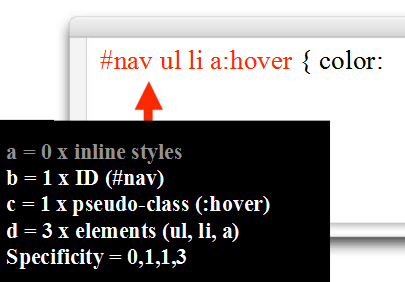 #nav ul li a:hover { color:
a = 0 x inline styles
b = 1 x ID (#nav)
c = 1 x pseudo-class (:hover)
d = 3 x elements (ul, li, a)
Specificity = 0,1,1,3